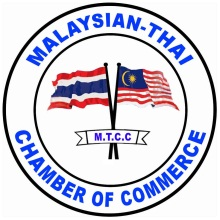 MALAYSIAN-THAI
M.T.C.C
CHAMBER OF COMMERCE